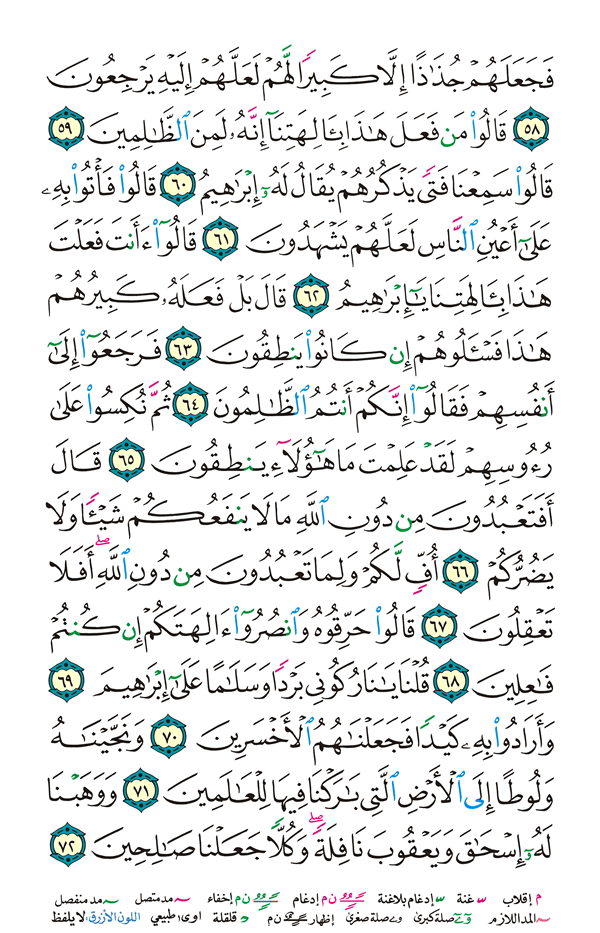 فَجَعَلَهُمْ جُذَٰذًا إِلَّا كَبِيرًا لَّهُمْ لَعَلَّهُمْ إِلَيْهِ يَرْجِعُونَ
٥٨ قَالُوا۟ مَن فَعَلَ هَٰذَا بِـَٔالِهَتِنَآ إِنَّهُۥ لَمِنَ ٱلظَّٰلِمِينَ ٥٩
قَالُوا۟ سَمِعْنَا فَتًى يَذْكُرُهُمْ يُقَالُ لَهُۥٓ إِبْرَٰهِيمُ ٦٠ قَالُوا۟ فَأْتُوا۟ بِهِۦ
عَلَىٰٓ أَعْيُنِ ٱلنَّاسِ لَعَلَّهُمْ يَشْهَدُونَ ٦١ قَالُوٓا۟ ءَأَنتَ فَعَلْتَ
هَٰذَا بِـَٔالِهَتِنَا يَٰٓإِبْرَٰهِيمُ ٦٢ قَالَ بَلْ فَعَلَهُۥ كَبِيرُهُمْ
هَٰذَا فَسْـَٔلُوهُمْ إِن كَانُوا۟ يَنطِقُونَ ٦٣ فَرَجَعُوٓا۟ إِلَىٰٓ
أَنفُسِهِمْ فَقَالُوٓا۟ إِنَّكُمْ أَنتُمُ ٱلظَّٰلِمُونَ ٦٤ ثُمَّ نُكِسُوا۟ عَلَىٰ
رُءُوسِهِمْ لَقَدْ عَلِمْتَ مَا هَٰٓؤُلَآءِ يَنطِقُونَ ٦٥ قَالَ
أَفَتَعْبُدُونَ مِن دُونِ ٱللَّهِ مَا لَا يَنفَعُكُمْ شَيْـًٔا وَلَا
يَضُرُّكُمْ ٦٦ أُفٍّ لَّكُمْ وَلِمَا تَعْبُدُونَ مِن دُونِ ٱللَّهِ ۖ أَفَلَا
تَعْقِلُونَ ٦٧ قَالُوا۟ حَرِّقُوهُ وَٱنصُرُوٓا۟ ءَالِهَتَكُمْ إِن كُنتُمْ
فَٰعِلِينَ ٦٨ قُلْنَا يَٰنَارُ كُونِى بَرْدًا وَسَلَٰمًا عَلَىٰٓ إِبْرَٰهِيمَ ٦٩
وَأَرَادُوا۟ بِهِۦ كَيْدًا فَجَعَلْنَٰهُمُ ٱلْأَخْسَرِينَ ٧٠ وَنَجَّيْنَٰهُ
وَلُوطًا إِلَى ٱلْأَرْضِ ٱلَّتِى بَٰرَكْنَا فِيهَا لِلْعَٰلَمِينَ ٧١ وَوَهَبْنَا
لَهُۥٓ إِسْحَٰقَ وَيَعْقُوبَ نَافِلَةً ۖ وَكُلًّا جَعَلْنَا صَٰلِحِينَ ٧٢
م إقلاب غنة إدغام بلاغنة ن م إدغام ن م إخفاء مد متصل مد منفصل
المد اللازم صلة كبرى صلة صغرى إظهار ن م قلقلة اوى: طبيعي اللون الأزرق: لا يلفظ